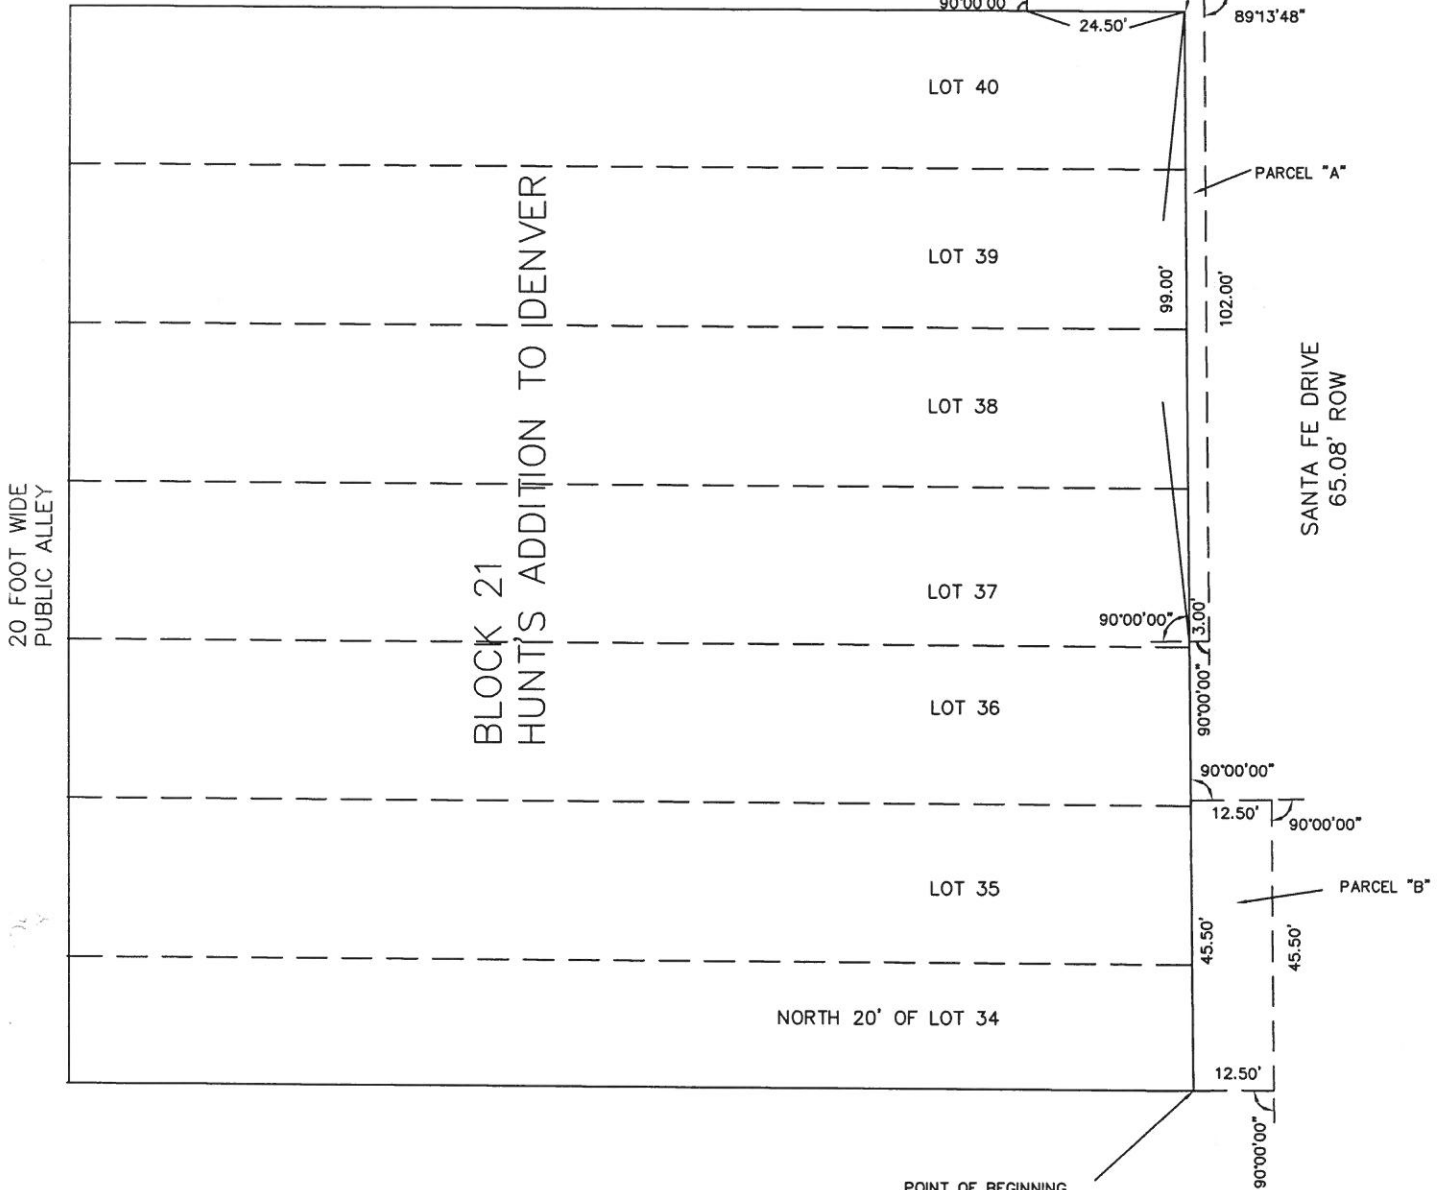 90°00'00
24.50'
89°13'48"
LOT 40
PARCEL "A"
LOT 39
99.00'
102.00'
SANTA FE DRIVE
65.08' ROW
LOT 38
20 FOOT WIDE
PUBLIC ALLEY
BLOCK 21
HUNT'S ADDITION TO DENVER
LOT 37
90°00'00"
3.00'
90°00'00"
LOT 36
90°00'00"
12.50'
90°00'00"
LOT 35
PARCEL "B"
45.50'
45.50'
NORTH 20' OF LOT 34
12.50'
90°00'00"
POINT OF BEGINNING